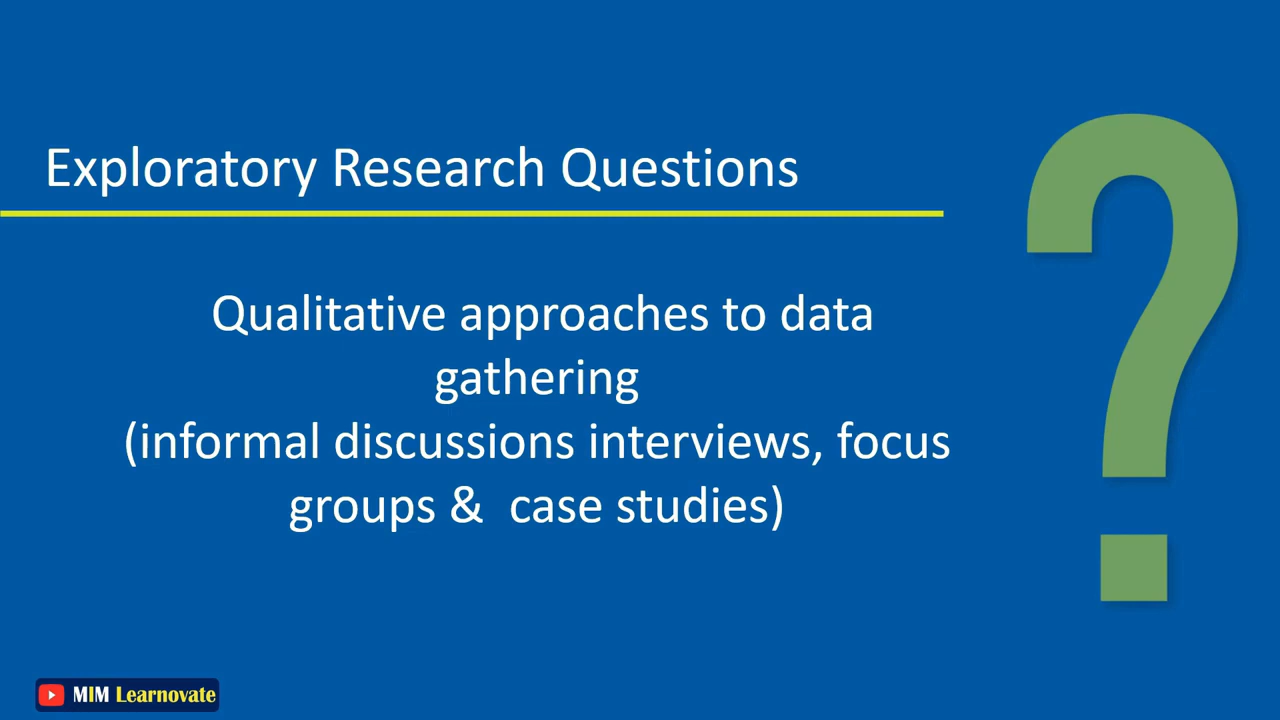 Exploratory Research Questions
Qualitative approaches to data
gathering
(informal discussions interviews, focus
groups &  case studies)
?
MIM Learnovate